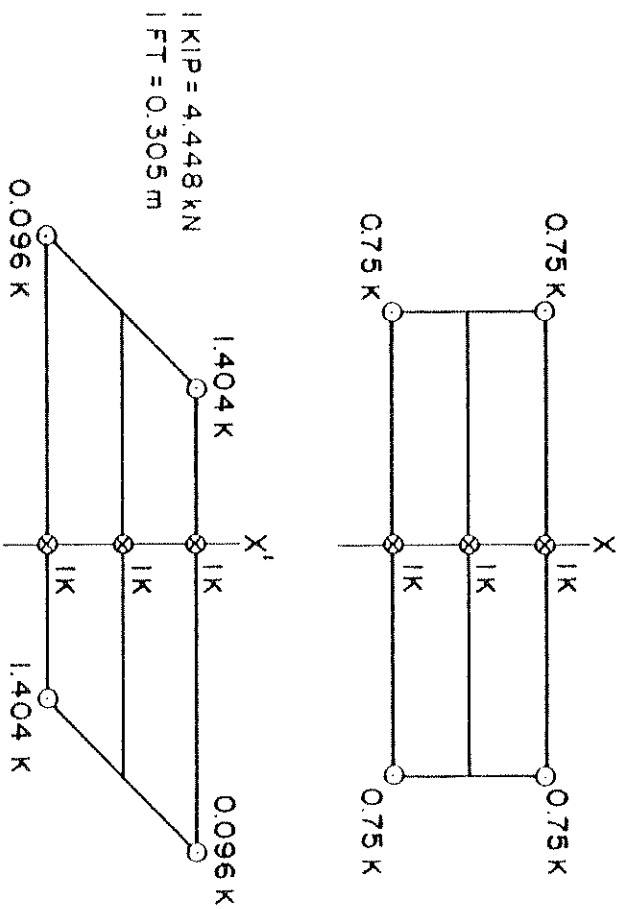 1 KIP = 4.448 kN
1 FT = 0.305 m
0.75 K
0.75 K
X
1K
1K
1K
0.75 K
0.75 K
0.096 K
1.404 K
X'
1K
1K
1K
1.404 K
0.096 K